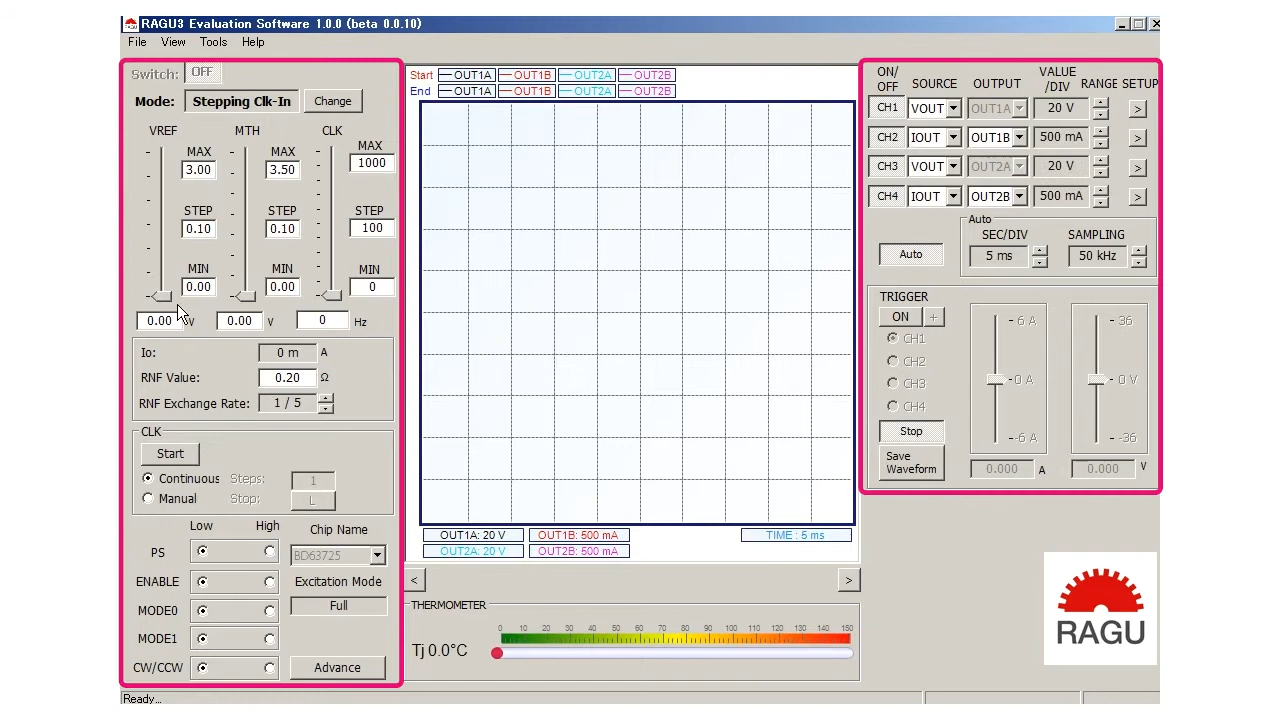 RAGU3 Evaluation Software 1.0.0 (beta 0.0.10)
File View Tools Help
Switch: OFF
Mode: Stepping Clk-In Change
VREF MTH CLK
MAX MAX MAX
3.00 3.50 1000
STEP STEP STEP
0.10 0.10 100
MIN MIN MIN
0.00 0.00 0
0.00 V 0.00 V 0 Hz
Io: 0 m A
RNF Value: 0.20 Ω
RNF Exchange Rate: 1 / 5
CLK
Start
Continuous Steps: 1
Manual Stop: L
Low High Chip Name
PS BD63725
ENABLE Excitation Mode
MODE0 Full
MODE1
CW/CCW Advance
Start OUT1A OUT1B OUT2A OUT2B
End OUT1A OUT1B OUT2A OUT2B
OUT1A: 20 V OUT1B: 500 mA TIME : 5 ms
OUT2A: 20 V OUT2B: 500 mA
< >
THERMOMETER
0 10 20 30 40 50 60 70 80 90 100 110 120 130 140 150
Tj 0.0°C
ON/OFF SOURCE OUTPUT VALUE/DIV RANGE SETUP
CH1 VOUT OUT1A 20 V >
CH2 IOUT OUT1B 500 mA >
CH3 VOUT OUT2A 20 V >
CH4 IOUT OUT2B 500 mA >
Auto
SEC/DIV SAMPLING
Auto 5 ms 50 kHz
TRIGGER
ON +
CH1
CH2
CH3
CH4
Stop
Save Waveform
6 A 36
0 A 0 V
-6 A -36
0.000 A 0.000 V
RAGU
Ready...